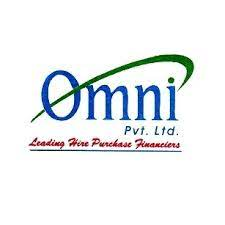 Omni
Pvt. Ltd.
Leading Hire Purchase Financiers